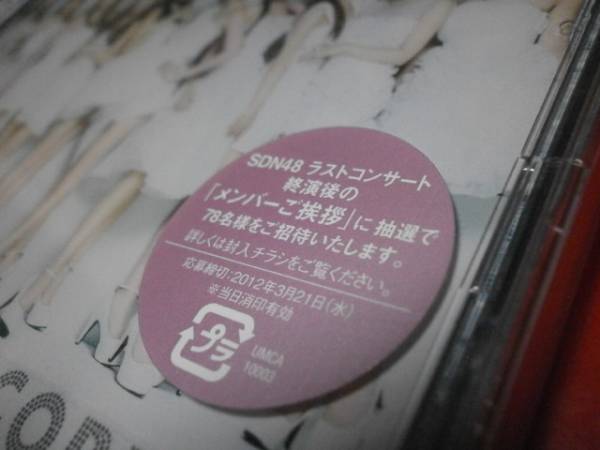 SDN48 ラストコンサート
終演後の
「メンバーご挨拶」に抽選で
78名様をご招待いたします。
詳しくは封入チラシをご覧ください。
応募締切:2012年3月21日(水)
※当日消印有効
プラ
UMCA
10003